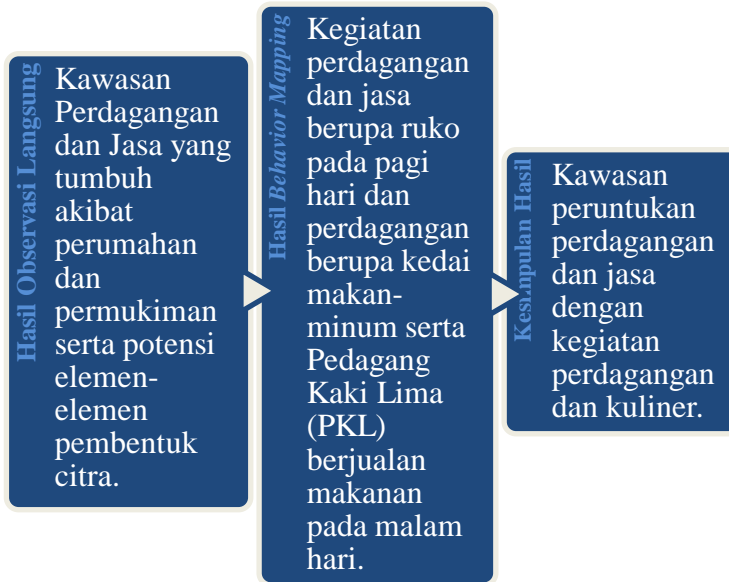 Hasil Observasi Langsung
Kawasan
Perdagangan
dan Jasa yang
tumbuh
akibat
perumahan
dan
permukiman
serta potensi
elemen-
elemen
pembentuk
citra.
Hasil Behavior Mapping
Kegiatan
perdagangan
dan jasa
berupa ruko
pada pagi
hari dan
perdagangan
berupa kedai
makan-
minum serta
Pedagang
Kaki Lima
(PKL)
berjualan
makanan
pada malam
hari.
Kesimpulan Hasil
Kawasan
peruntukan
perdagangan
dan jasa
dengan
kegiatan
perdagangan
dan kuliner.